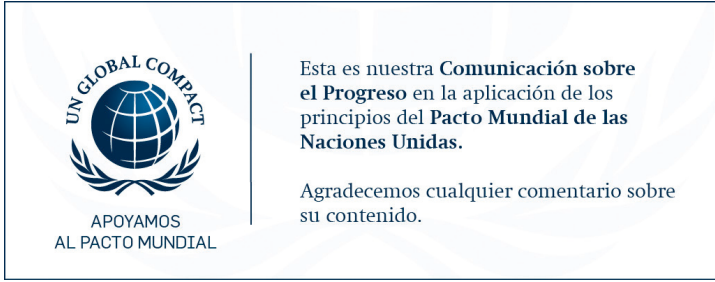 UN GLOBAL COMPACT
APOYAMOS
AL PACTO MUNDIAL
Esta es nuestra Comunicación sobre
el Progreso en la aplicación de los
principios del Pacto Mundial de las
Naciones Unidas.
Agradecemos cualquier comentario sobre
su contenido.